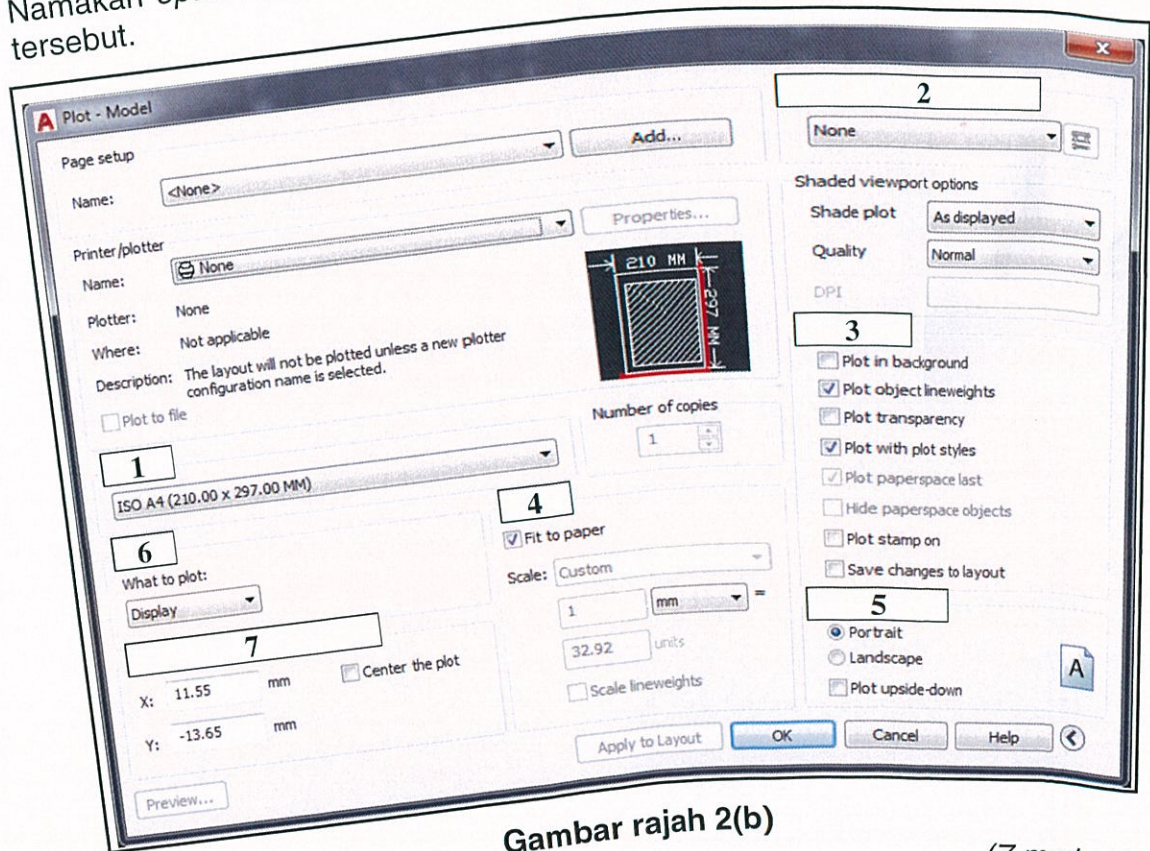 Namakan
tersebut.
Plot - Model
Page setup
Name: <None> Add...
Printer/plotter
Name: None Properties...
Plotter: None
Where: Not applicable
Description: The layout will not be plotted unless a new plotter
configuration name is selected.
Plot to file
210 MM
297 MM
1
ISO A4 (210.00 x 297.00 MM)
Number of copies
1
6
What to plot:
Display
7
X: 11.55 mm Center the plot
Y: -13.65 mm
4
Fit to paper
Scale: Custom
1 mm =
32.92 units
Scale lineweights
2
None
Shaded viewport options
Shade plot As displayed
Quality Normal
DPI
3
Plot in background
Plot object lineweights
Plot transparency
Plot with plot styles
Plot paperspace last
Hide paperspace objects
Plot stamp on
Save changes to layout
5
Portrait
Landscape
Plot upside-down
A
Preview... Apply to Layout OK Cancel Help
Gambar rajah 2(b)